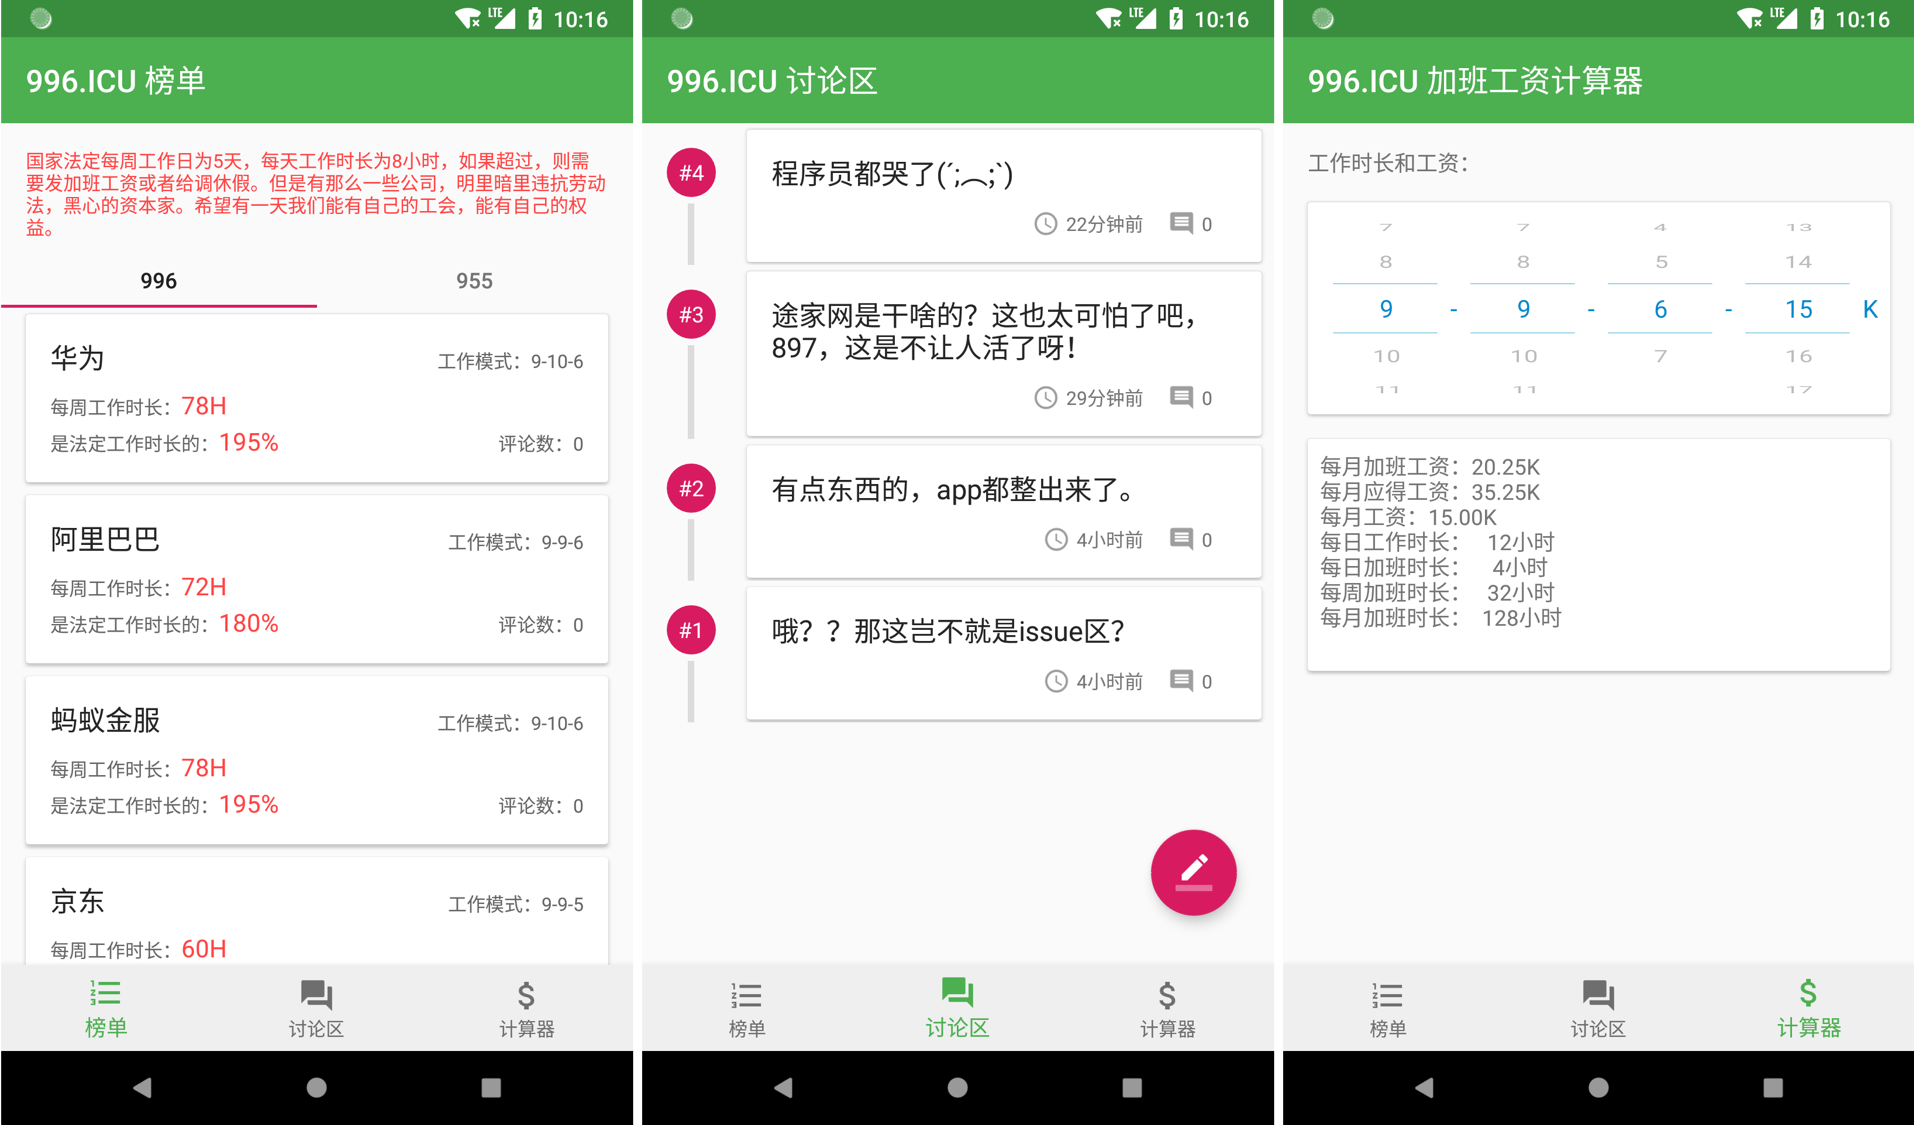 LTE 10:16
996.ICU 榜单
国家法定每周工作日为5天，每天工作时长为8小时，如果超过，则需
要发加班工资或者给调休假。但是有那么一些公司，明里暗里违抗劳动
法，黑心的资本家。希望有一天我们能有自己的工会，能有自己的权
益。
996 955
华为 工作模式：9-10-6
每周工作时长：78H
是法定工作时长的：195% 评论数：0
阿里巴巴 工作模式：9-9-6
每周工作时长：72H
是法定工作时长的：180% 评论数：0
蚂蚁金服 工作模式：9-10-6
每周工作时长：78H
是法定工作时长的：195% 评论数：0
京东 工作模式：9-9-5
每周工作时长：60H
榜单 讨论区 计算器
LTE 10:16
996.ICU 讨论区
#4 程序员都哭了(´;︵;`)
22分钟前 0
#3 途家网是干啥的？这也太可怕了吧，
897，这是不让人活了呀！
29分钟前 0
#2 有点东西的，app都整出来了。
4小时前 0
#1 哦？？那这岂不就是issue区？
4小时前 0
榜单 讨论区 计算器
LTE 10:16
996.ICU 加班工资计算器
工作时长和工资：
7 7 4 13
8 8 5 14
9 - 9 - 6 - 15 K
10 10 7 16
11 11 17
每月加班工资：20.25K
每月应得工资：35.25K
每月工资：15.00K
每日工作时长： 12小时
每日加班时长： 4小时
每周加班时长： 32小时
每月加班时长： 128小时
榜单 讨论区 计算器